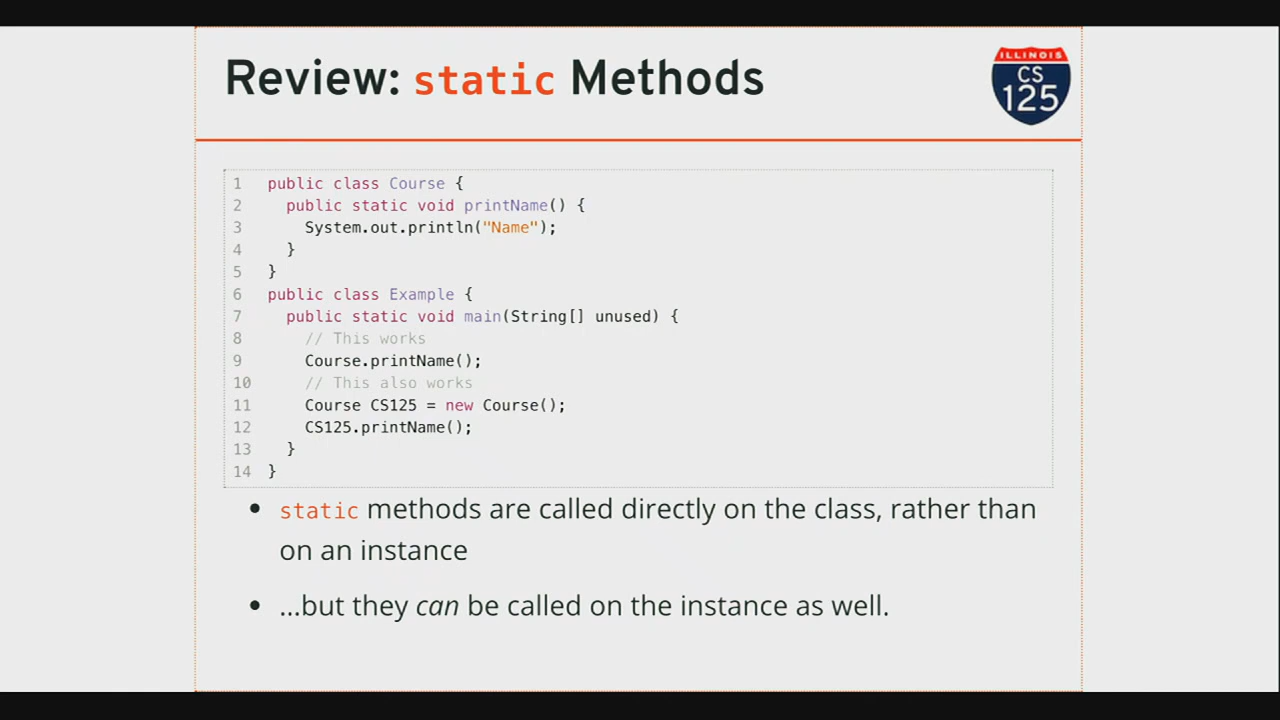 Review: static Methods
ILLINOIS
CS
125
1 public class Course {
2   public static void printName() {
3     System.out.println("Name");
4   }
5 }
6 public class Example {
7   public static void main(String[] unused) {
8     // This works
9     Course.printName();
10     // This also works
11     Course CS125 = new Course();
12     CS125.printName();
13   }
14 }
• static methods are called directly on the class, rather than
on an instance
• ...but they can be called on the instance as well.